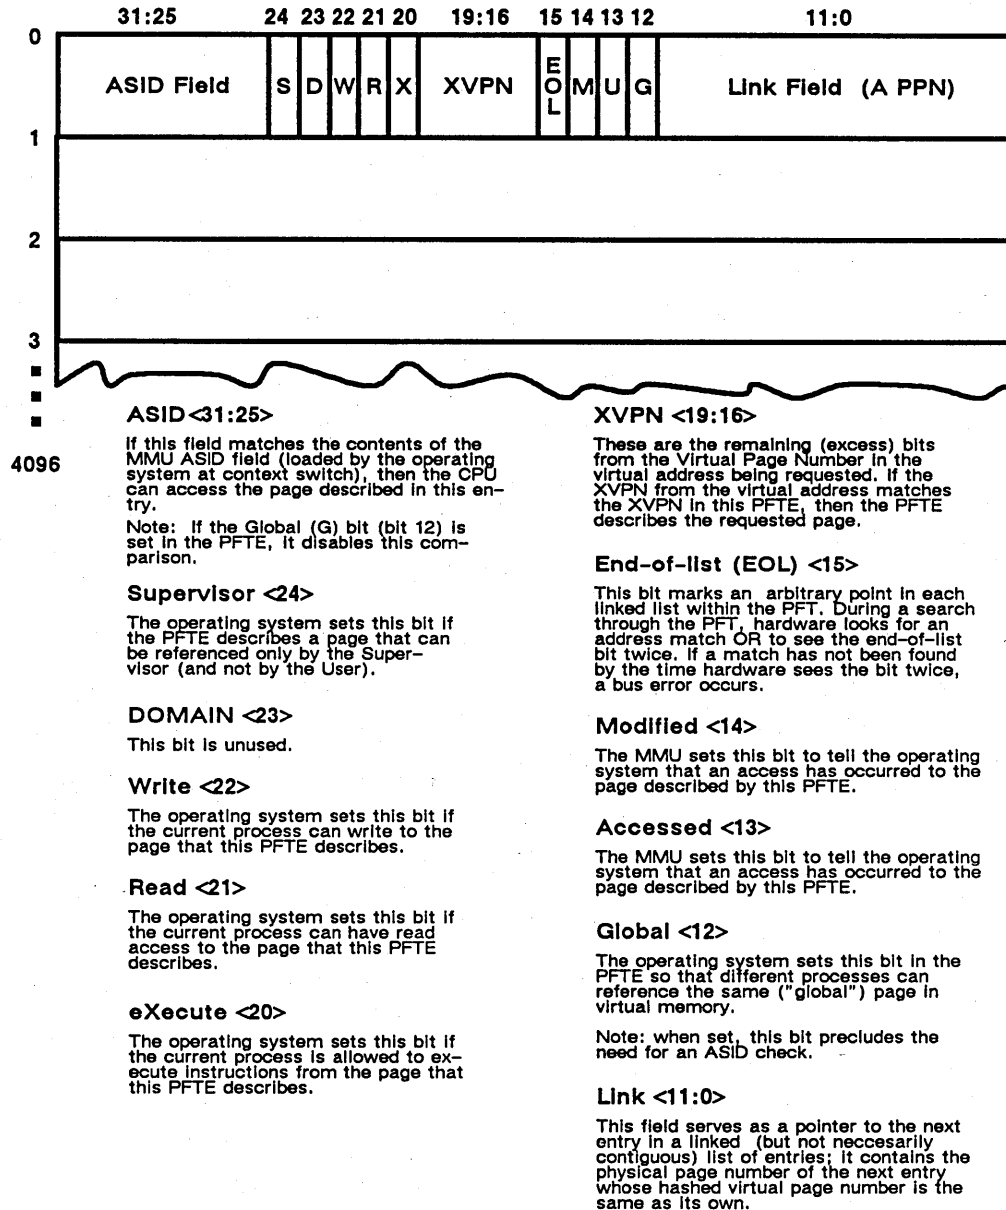 31:25 24 23 22 21 20 19:16 15 14 13 12 11:0
0
ASID Field S D W R X XVPN EOL M U G Link Field (A PPN)
1
2
3
4096
ASID<31:25>
If this field matches the contents of the
MMU ASID field (loaded by the operating
system at context switch), then the CPU
can access the page described in this en-
try.
Note: If the Global (G) bit (bit 12) is
set in the PFTE, it disables this com-
parison.
Supervisor <24>
The operating system sets this bit if
the PFTE describes a page that can
be referenced only by the Super-
visor (and not by the User).
DOMAIN <23>
This bit is unused.
Write <22>
The operating system sets this bit if
the current process can write to the
page that this PFTE describes.
Read <21>
The operating system sets this bit if
the current process can have read
access to the page that this PFTE
describes.
eXecute <20>
The operating system sets this bit if
the current process is allowed to ex-
ecute instructions from the page that
this PFTE describes.
XVPN <19:16>
These are the remaining (excess) bits
from the Virtual Page Number in the
virtual address being requested. If the
XVPN from the virtual address matches
the XVPN in this PFTE, then the PFTE
describes the requested page.
End-of-list (EOL) <15>
This bit marks an arbitrary point in each
linked list within the PFT. During a search
through the PFT, hardware looks for an
address match OR to see the end-of-list
bit twice. If a match has not been found
by the time hardware sees the bit twice,
a bus error occurs.
Modified <14>
The MMU sets this bit to tell the operating
system that an access has occurred to the
page described by this PFTE.
Accessed <13>
The MMU sets this bit to tell the operating
system that an access has occurred to the
page described by this PFTE.
Global <12>
The operating system sets this bit in the
PFTE so that different processes can
reference the same ("global") page in
virtual memory.
Note: when set, this bit precludes the
need for an ASID check.
Link <11:0>
This field serves as a pointer to the next
entry in a linked (but not neccesarily
contiguous) list of entries; it contains the
physical page number of the next entry
whose hashed virtual page number is the
same as its own.